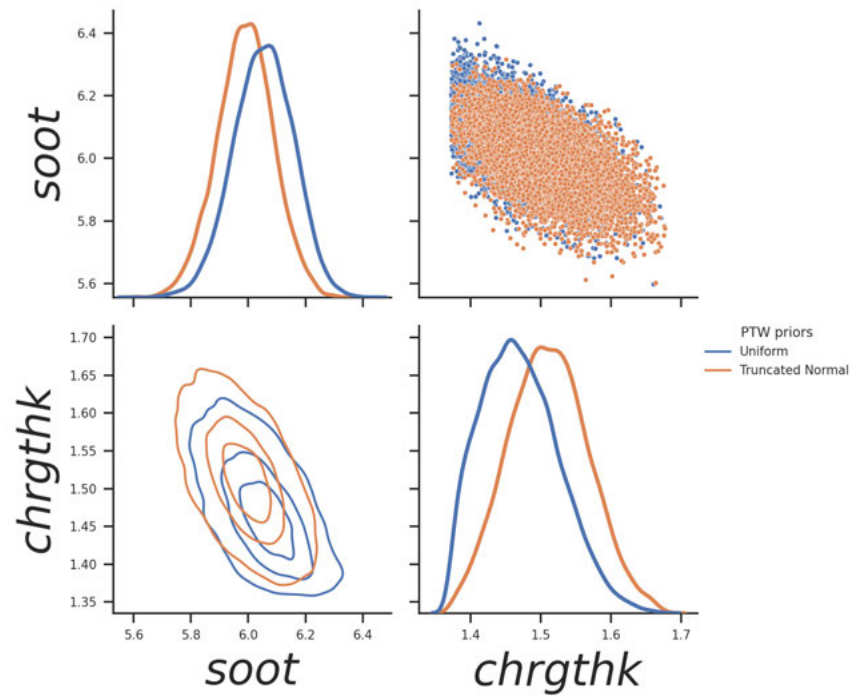 6.4
6.2
6.0
5.8
5.6
soot
1.70
1.65
1.60
1.55
1.50
1.45
1.40
1.35
chrgthk
5.6 5.8 6.0 6.2 6.4
soot
1.4 1.5 1.6 1.7
chrgthk
PTW priors
Uniform
Truncated Normal